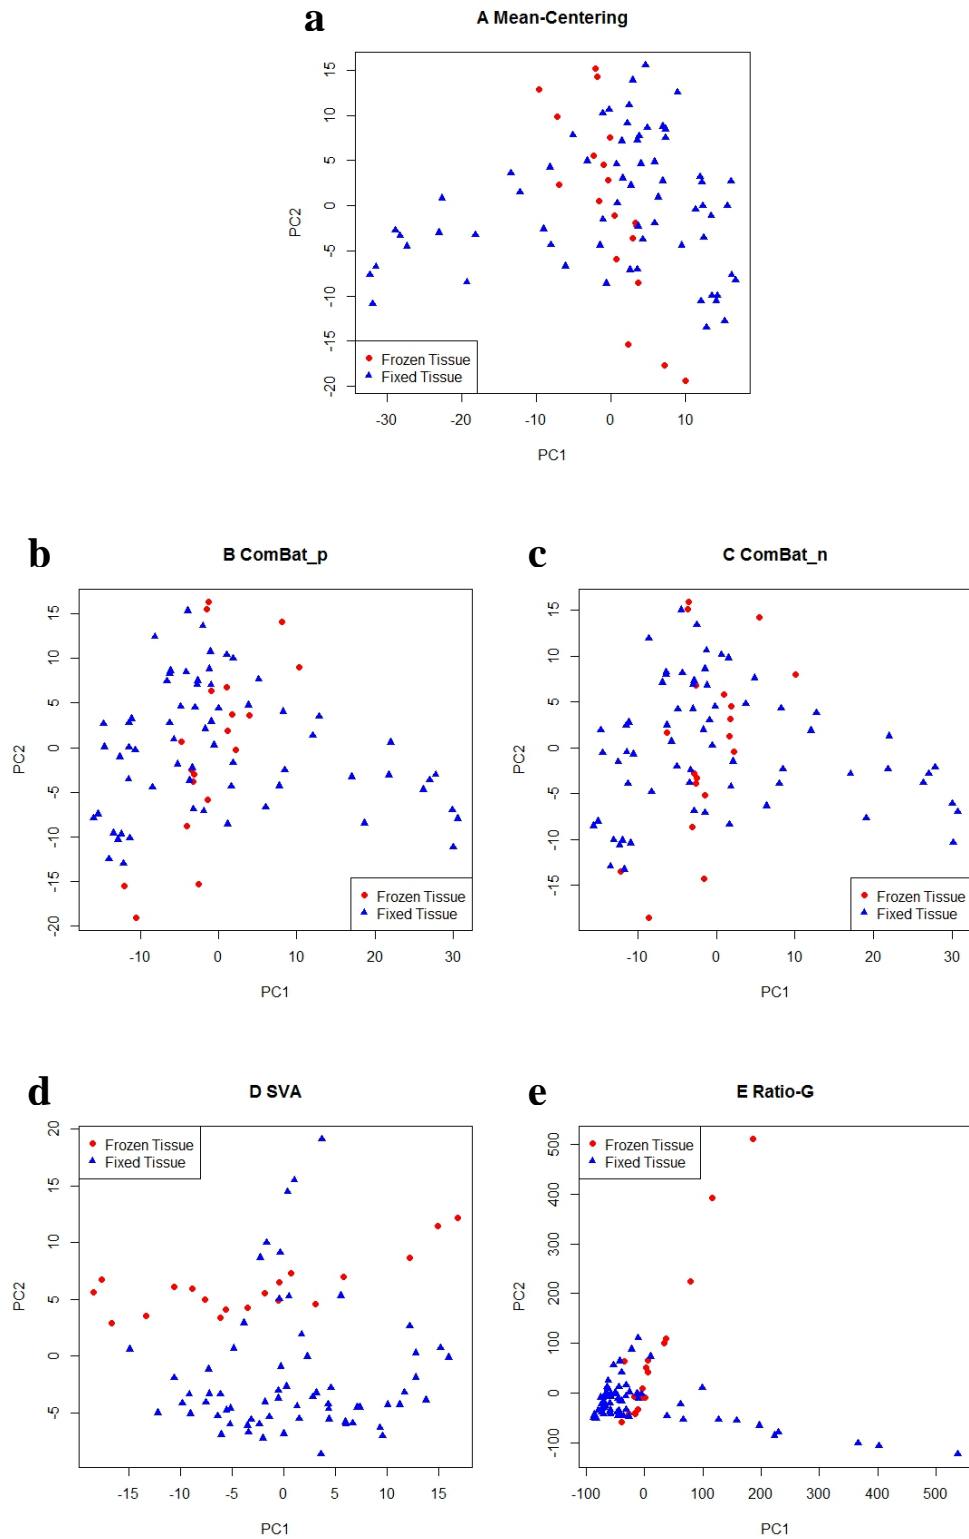 a
A Mean-Centering
15
10
5
0
-5
-10
-15
-20
PC2
Frozen Tissue
Fixed Tissue
-30 -20 -10 0 10
PC1
b
B ComBat_p
15
10
5
0
-5
-10
-15
-20
PC2
Frozen Tissue
Fixed Tissue
-10 0 10 20 30
PC1
c
C ComBat_n
15
10
5
0
-5
-10
-15
PC2
Frozen Tissue
Fixed Tissue
-10 0 10 20 30
PC1
d
D SVA
20
15
10
5
0
-5
PC2
Frozen Tissue
Fixed Tissue
-15 -10 -5 0 5 10 15
PC1
e
E Ratio-G
500
400
300
200
100
0
-100
PC2
Frozen Tissue
Fixed Tissue
-100 0 100 200 300 400 500
PC1